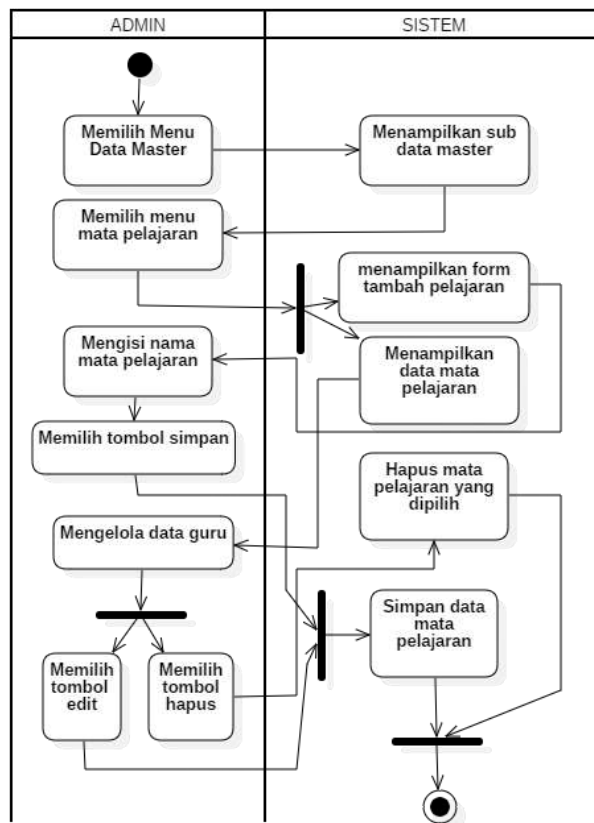 ADMIN
SISTEM
Memilih Menu
Data Master
Menampilkan sub
data master
Memilih menu
mata pelajaran
menampilkan form
tambah pelajaran
Mengisi nama
mata pelajaran
Menampilkan
data mata
pelajaran
Memilih tombol simpan
Hapus mata
pelajaran yang
dipilih
Mengelola data guru
Simpan data
mata
pelajaran
Memilih
tombol
edit
Memilih
tombol
hapus